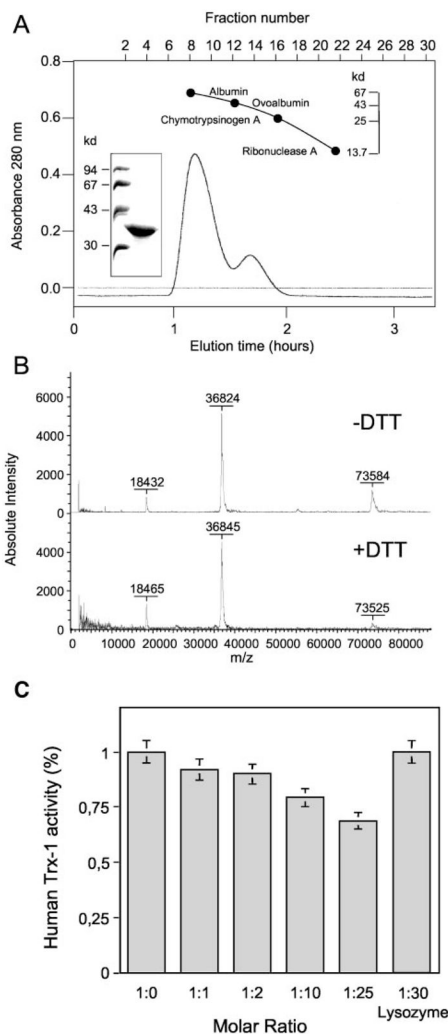 A
Fraction number
2 4 6 8 10 12 14 16 18 20 22 24 26 28 30
Absorbance 280 nm
0.8
0.6
0.4
0.2
0.0
Albumin
Ovoalbumin
Chymotrypsinogen A
Ribonuclease A
kd
67
43
25
13.7
kd
94
67
43
30
0 1 2 3
Elution time (hours)
B
Absolute Intensity
6000
4000
2000
0
36824
18432
73584
-DTT
4000
2000
0
36845
18465
73525
+DTT
0 10000 20000 30000 40000 50000 60000 70000 80000
m/z
C
Human Trx-1 activity (%)
1
0,75
0,5
0,25
0
1:0 1:1 1:2 1:10 1:25 1:30
Lysozyme
Molar Ratio